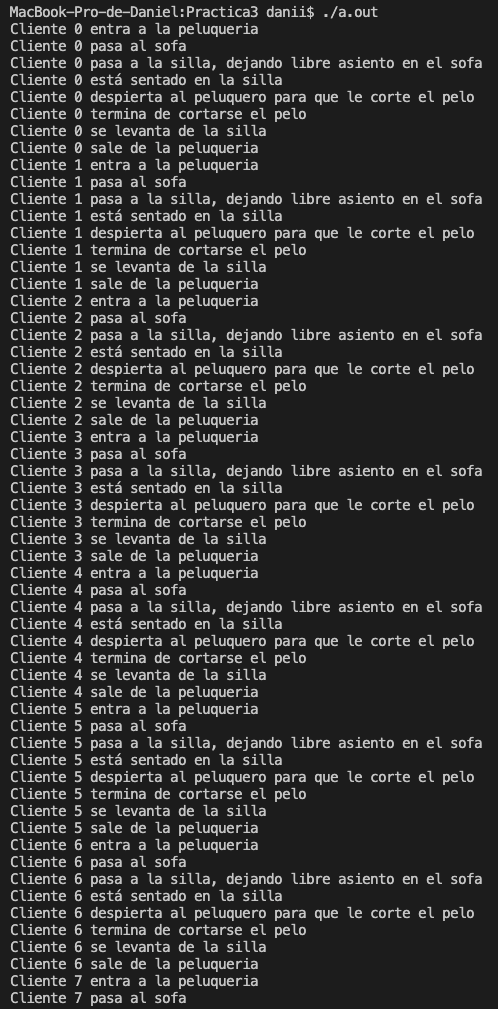 MacBook-Pro-de-Daniel:Practica3 danii$ ./a.out
Cliente 0 entra a la peluqueria
Cliente 0 pasa al sofa
Cliente 0 pasa a la silla, dejando libre asiento en el sofa
Cliente 0 está sentado en la silla
Cliente 0 despierta al peluquero para que le corte el pelo
Cliente 0 termina de cortarse el pelo
Cliente 0 se levanta de la silla
Cliente 0 sale de la peluqueria
Cliente 1 entra a la peluqueria
Cliente 1 pasa al sofa
Cliente 1 pasa a la silla, dejando libre asiento en el sofa
Cliente 1 está sentado en la silla
Cliente 1 despierta al peluquero para que le corte el pelo
Cliente 1 termina de cortarse el pelo
Cliente 1 se levanta de la silla
Cliente 1 sale de la peluqueria
Cliente 2 entra a la peluqueria
Cliente 2 pasa al sofa
Cliente 2 pasa a la silla, dejando libre asiento en el sofa
Cliente 2 está sentado en la silla
Cliente 2 despierta al peluquero para que le corte el pelo
Cliente 2 termina de cortarse el pelo
Cliente 2 se levanta de la silla
Cliente 2 sale de la peluqueria
Cliente 3 entra a la peluqueria
Cliente 3 pasa al sofa
Cliente 3 pasa a la silla, dejando libre asiento en el sofa
Cliente 3 está sentado en la silla
Cliente 3 despierta al peluquero para que le corte el pelo
Cliente 3 termina de cortarse el pelo
Cliente 3 se levanta de la silla
Cliente 3 sale de la peluqueria
Cliente 4 entra a la peluqueria
Cliente 4 pasa al sofa
Cliente 4 pasa a la silla, dejando libre asiento en el sofa
Cliente 4 está sentado en la silla
Cliente 4 despierta al peluquero para que le corte el pelo
Cliente 4 termina de cortarse el pelo
Cliente 4 se levanta de la silla
Cliente 4 sale de la peluqueria
Cliente 5 entra a la peluqueria
Cliente 5 pasa al sofa
Cliente 5 pasa a la silla, dejando libre asiento en el sofa
Cliente 5 está sentado en la silla
Cliente 5 despierta al peluquero para que le corte el pelo
Cliente 5 termina de cortarse el pelo
Cliente 5 se levanta de la silla
Cliente 5 sale de la peluqueria
Cliente 6 entra a la peluqueria
Cliente 6 pasa al sofa
Cliente 6 pasa a la silla, dejando libre asiento en el sofa
Cliente 6 está sentado en la silla
Cliente 6 despierta al peluquero para que le corte el pelo
Cliente 6 termina de cortarse el pelo
Cliente 6 se levanta de la silla
Cliente 6 sale de la peluqueria
Cliente 7 entra a la peluqueria
Cliente 7 pasa al sofa